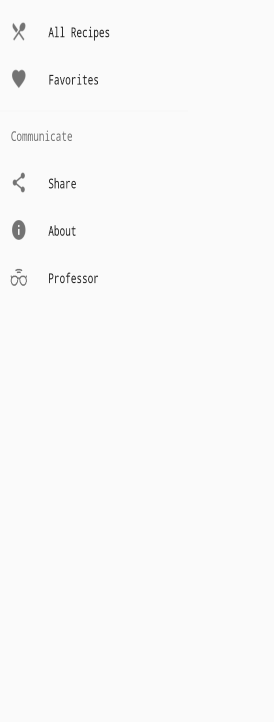 All Recipes
Favorites
Communicate
Share
About
Professor